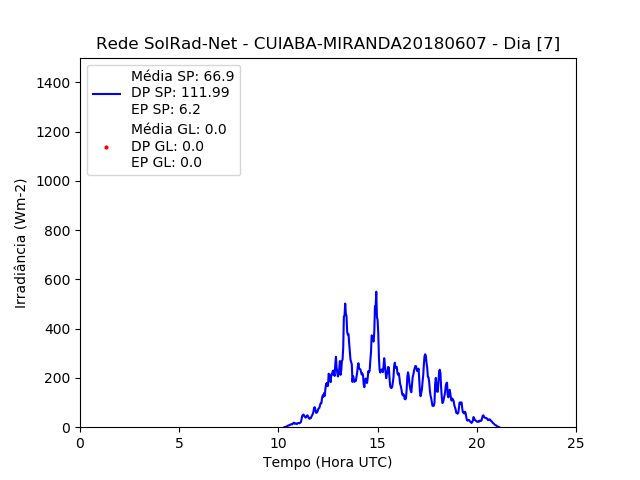 Rede SolRad-Net - CUIABA-MIRANDA20180607 - Dia [7]
Média SP: 66.9
DP SP: 111.99
EP SP: 6.2
Média GL: 0.0
DP GL: 0.0
EP GL: 0.0
Irradiância (Wm-2)
1400
1200
1000
800
600
400
200
0
0 5 10 15 20 25
Tempo (Hora UTC)